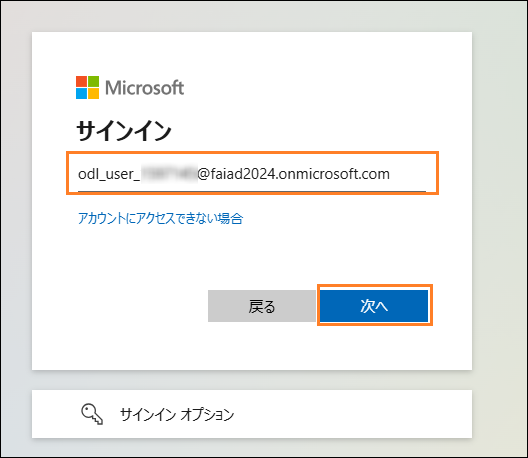 Microsoft
サインイン
odl_user_ @faiad2024.onmicrosoft.com
アカウントにアクセスできない場合
戻る 次へ
サインイン オプション